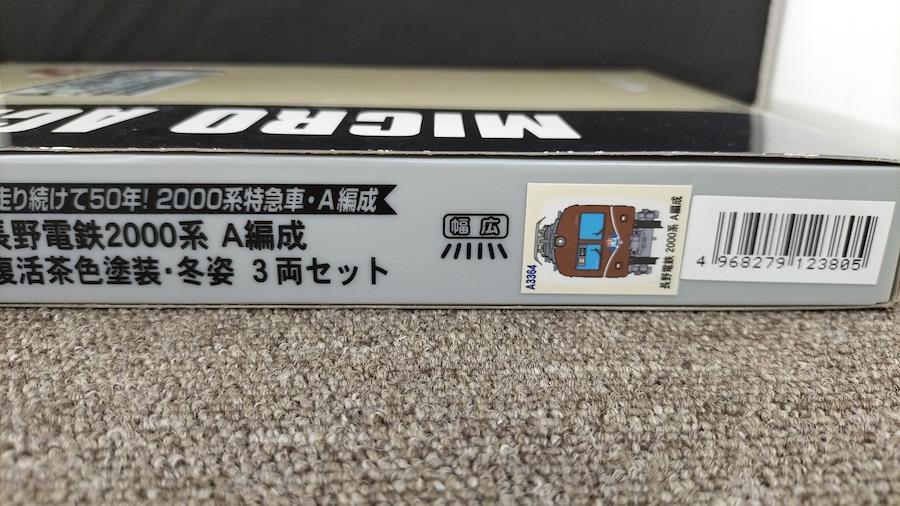 MICRO AC
走り続けて50年! 2000系特急車・A編成
長野電鉄2000系 A編成
復活茶色塗装・冬姿 3両セット
幅広
A3364
長野電鉄 2000系 A編成
4 968279 123805